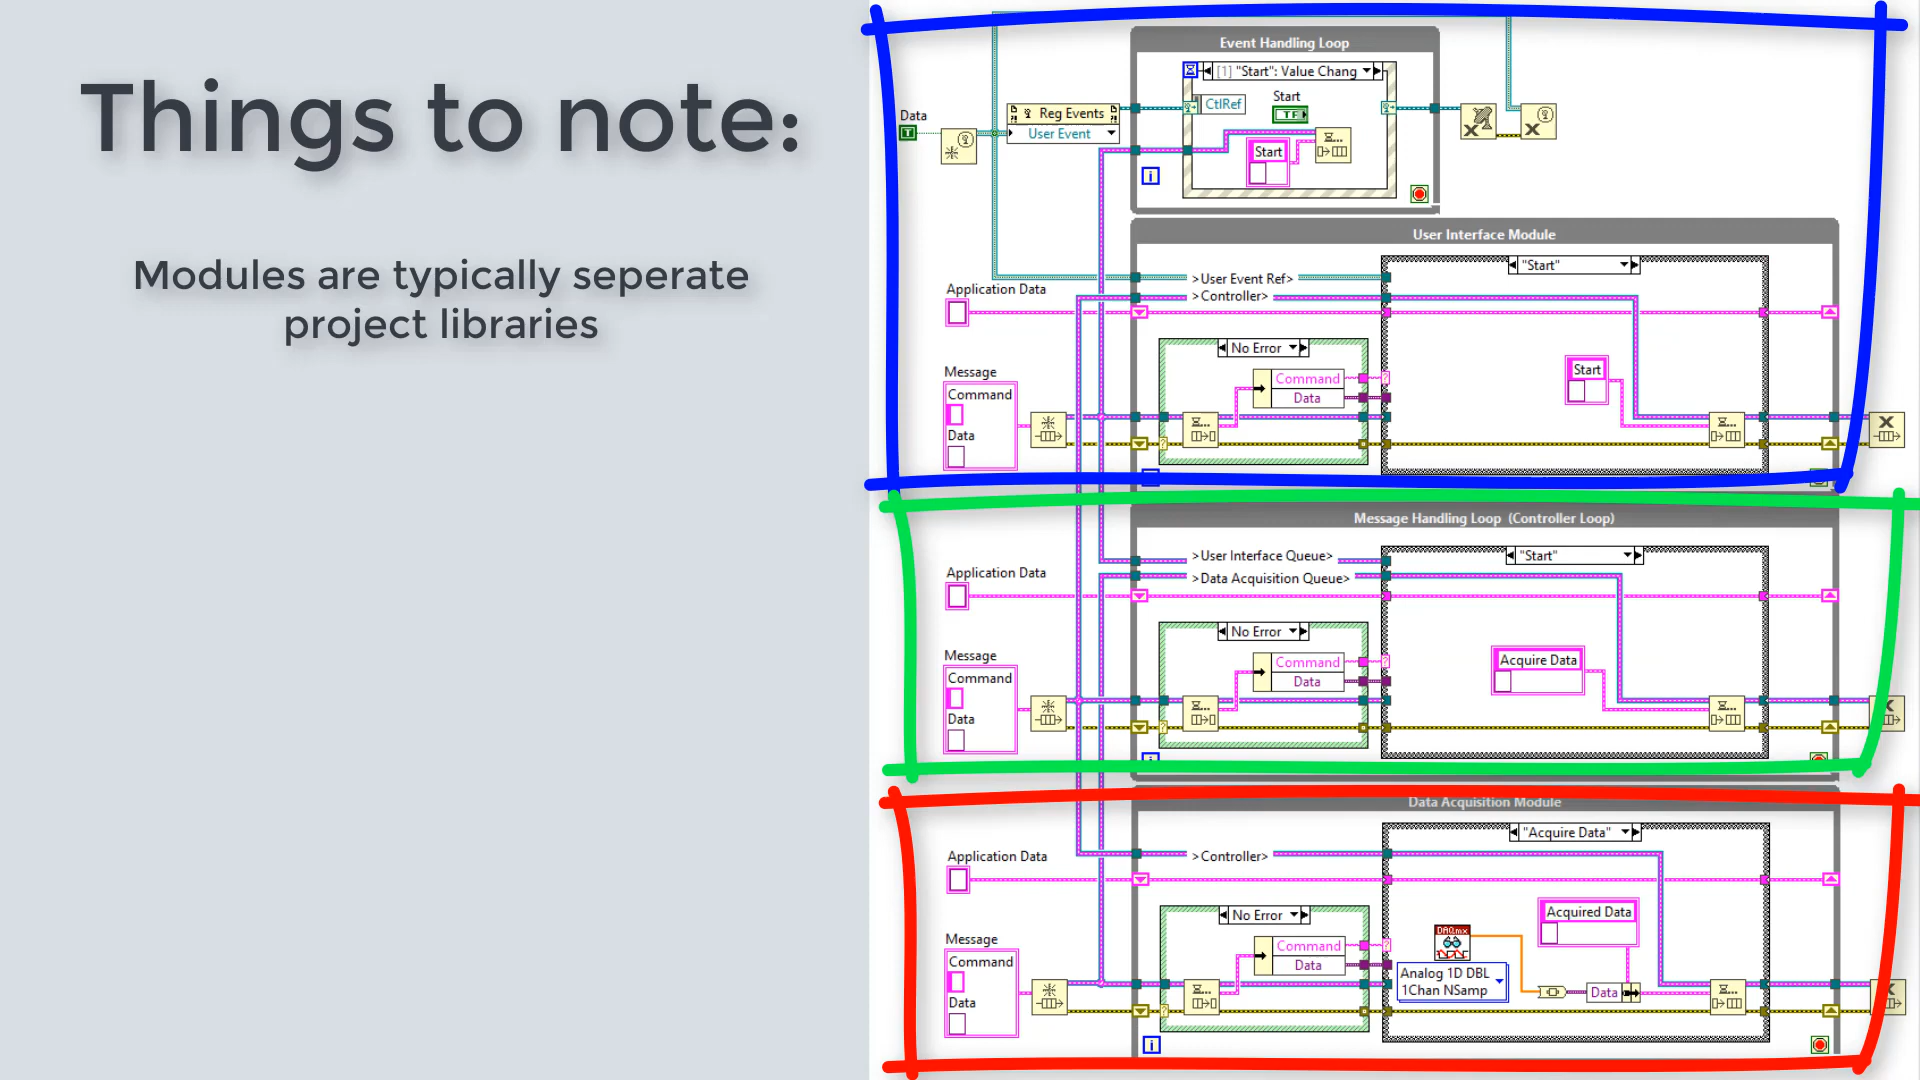 Things to note:
Modules are typically seperate
project libraries
Event Handling Loop
[1] "Start": Value Chang
Data
T
Reg Events
User Event
CtlRef
Start
TF
Start
i
User Interface Module
"Start"
>User Event Ref>
>Controller>
Application Data
No Error
Message
Command
Data
Command
Data
Start
Message Handling Loop (Controller Loop)
"Start"
>User Interface Queue>
>Data Acquisition Queue>
Application Data
No Error
Message
Command
Data
Command
Data
Acquire Data
Data Acquisition Module
"Acquire Data"
>Controller>
Application Data
No Error
Message
Command
Data
Command
Data
DAQmx
Analog 1D DBL
1Chan NSamp
Acquired Data
Data
i